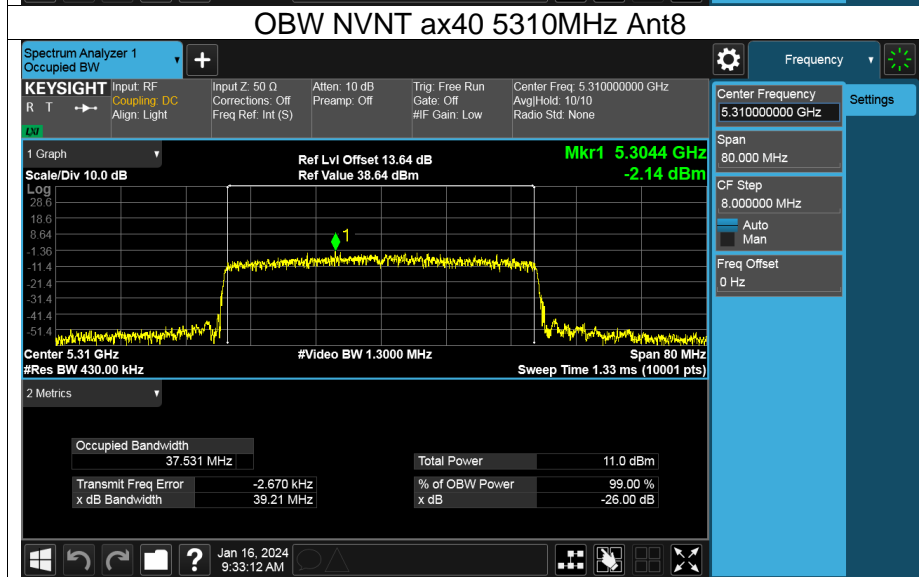 OBW NVNT ax40 5310MHz Ant8
Spectrum Analyzer 1
Occupied BW
+
Frequency
KEYSIGHT
R T
LXI
Input: RF
Coupling: DC
Align: Light
Input Z: 50 Ω
Corrections: Off
Freq Ref: Int (S)
Atten: 10 dB
Preamp: Off
Trig: Free Run
Gate: Off
#IF Gain: Low
Center Freq: 5.310000000 GHz
Avg|Hold: 10/10
Radio Std: None
Center Frequency
5.310000000 GHz
Settings
Span
80.000 MHz
CF Step
8.000000 MHz
Auto
Man
Freq Offset
0 Hz
1 Graph
Ref Lvl Offset 13.64 dB
Mkr1 5.3044 GHz
Scale/Div 10.0 dB
Ref Value 38.64 dBm
-2.14 dBm
Log
28.6
18.6
8.64
-1.36
-11.4
-21.4
-31.4
-41.4
-51.4
1
Center 5.31 GHz
#Video BW 1.3000 MHz
Span 80 MHz
#Res BW 430.00 kHz
Sweep Time 1.33 ms (10001 pts)
2 Metrics
Occupied Bandwidth
37.531 MHz
Total Power 11.0 dBm
Transmit Freq Error -2.670 kHz
% of OBW Power 99.00 %
x dB Bandwidth 39.21 MHz
x dB -26.00 dB
?
Jan 16, 2024
9:33:12 AM